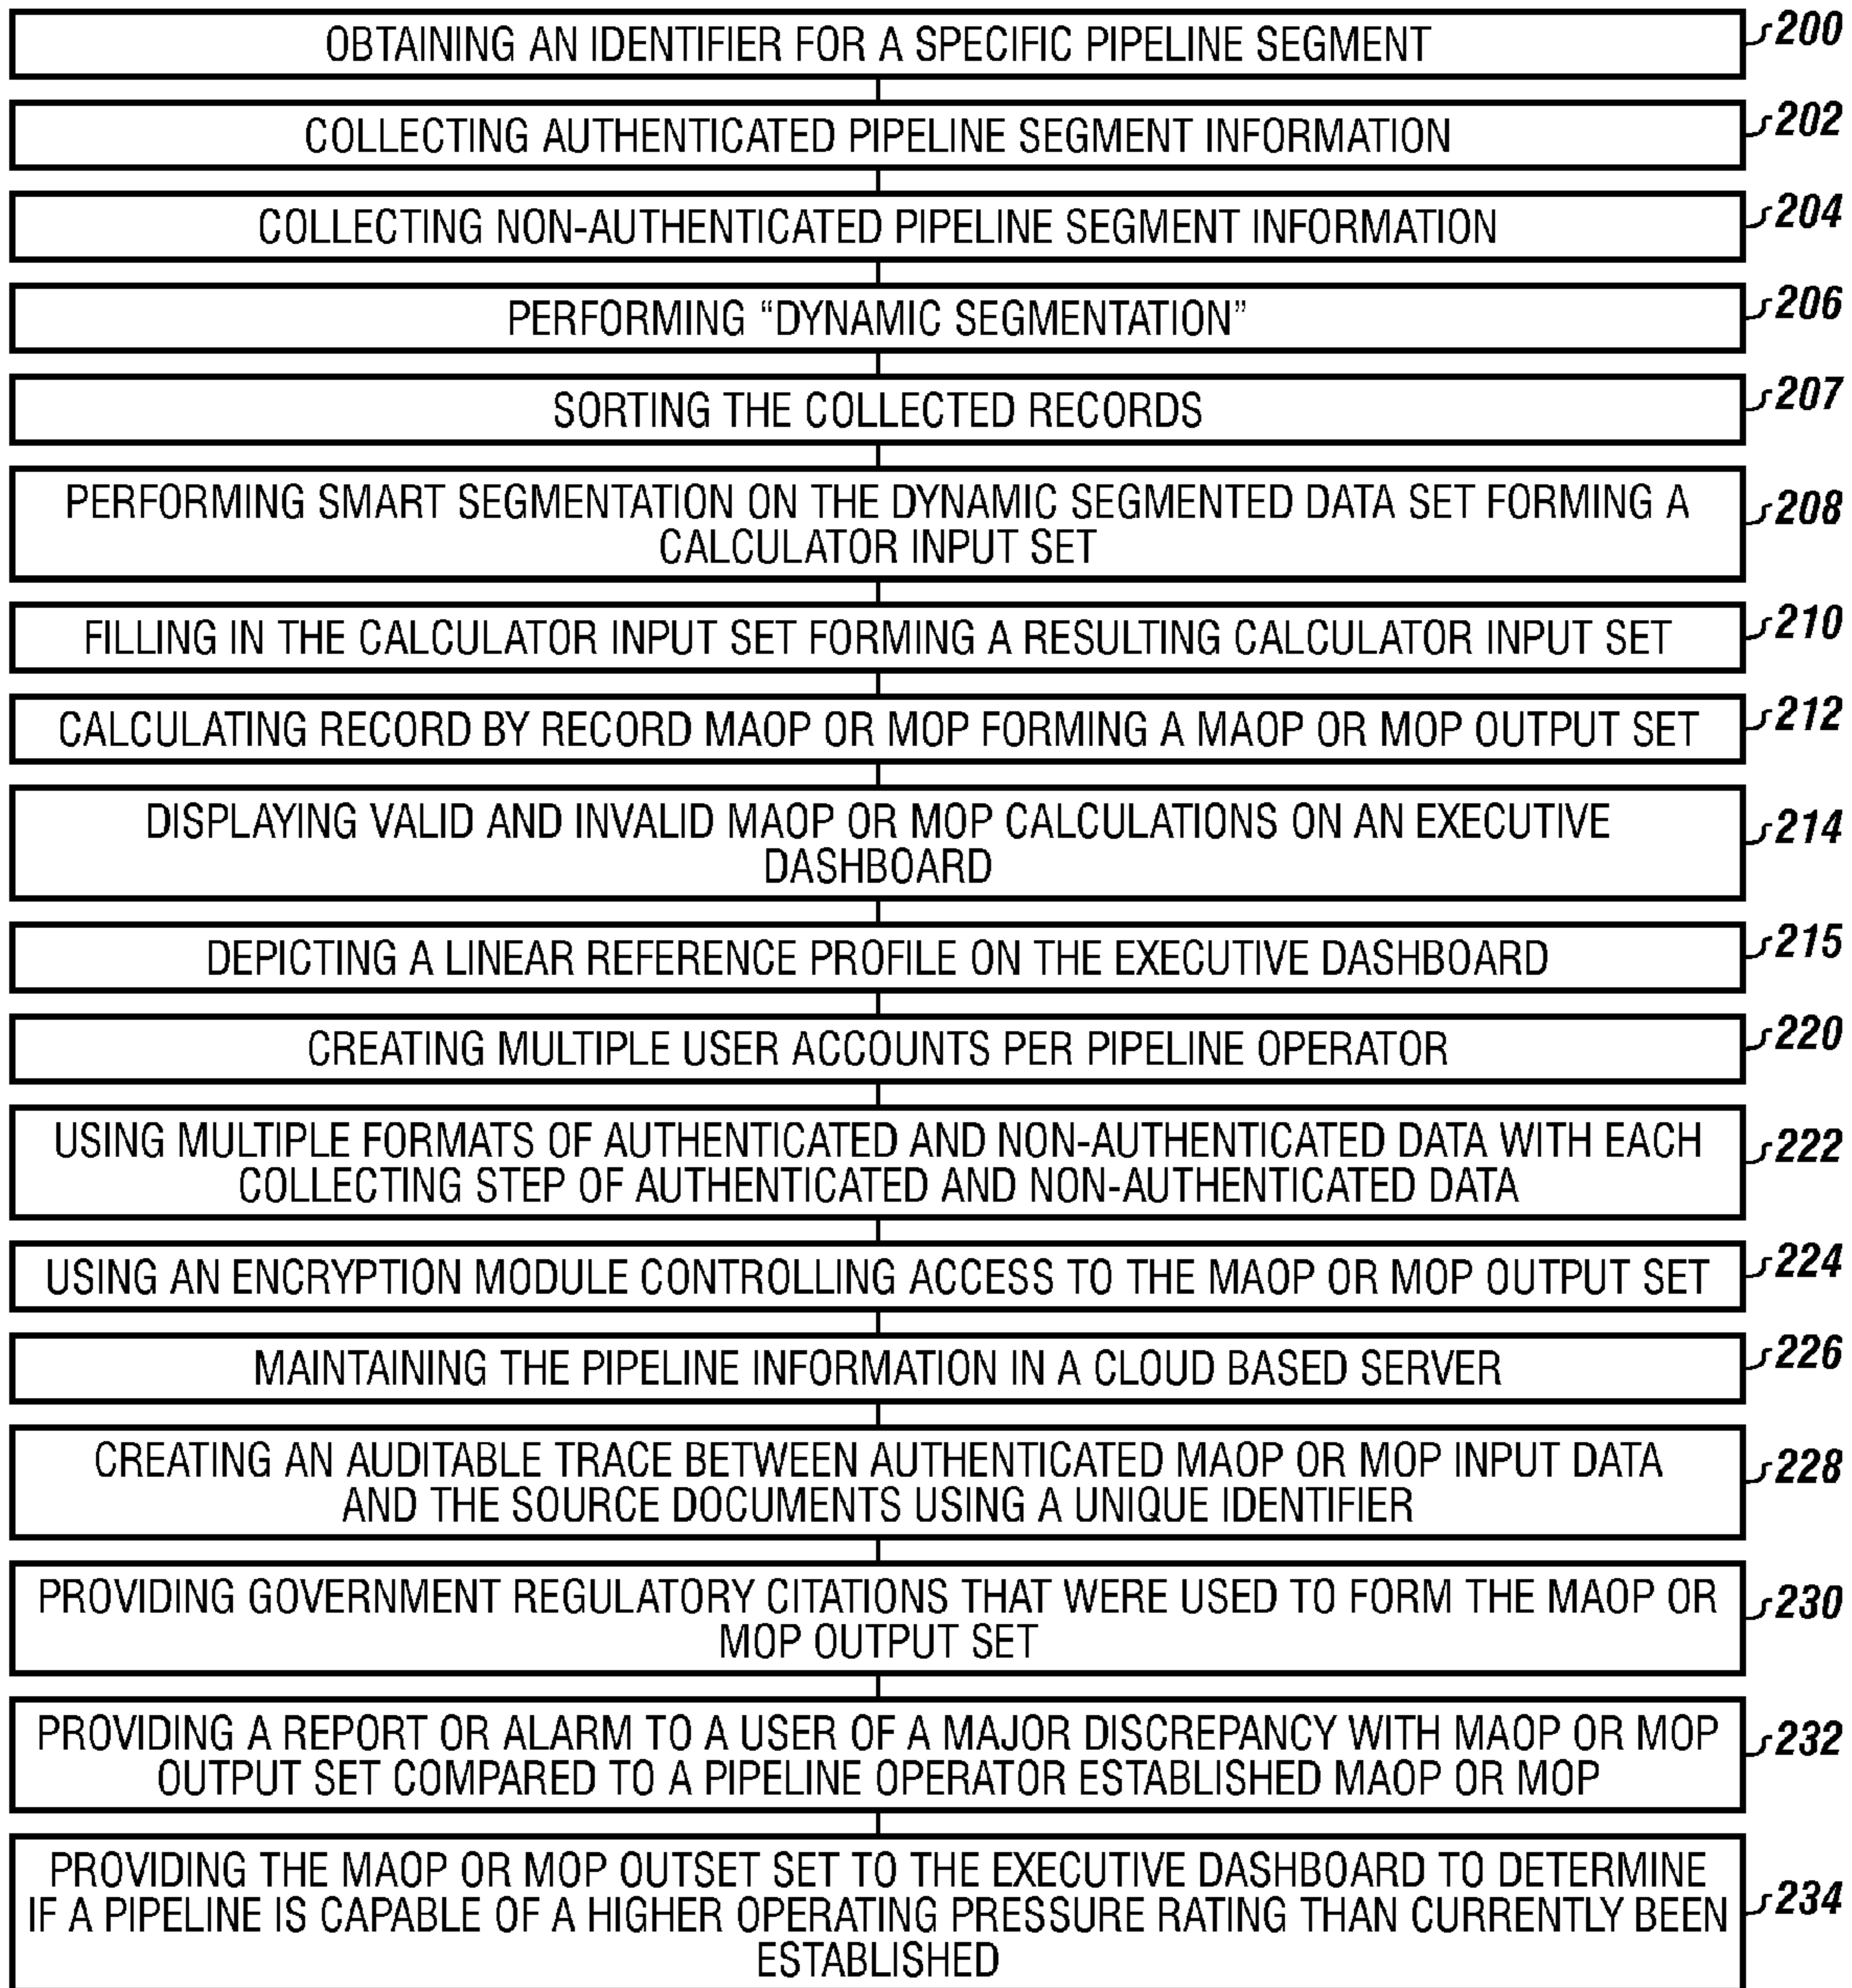 OBTAINING AN IDENTIFIER FOR A SPECIFIC PIPELINE SEGMENT 200
COLLECTING AUTHENTICATED PIPELINE SEGMENT INFORMATION 202
COLLECTING NON-AUTHENTICATED PIPELINE SEGMENT INFORMATION 204
PERFORMING “DYNAMIC SEGMENTATION” 206
SORTING THE COLLECTED RECORDS 207
PERFORMING SMART SEGMENTATION ON THE DYNAMIC SEGMENTED DATA SET FORMING A 208
CALCULATOR INPUT SET
FILLING IN THE CALCULATOR INPUT SET FORMING A RESULTING CALCULATOR INPUT SET 210
CALCULATING RECORD BY RECORD MAOP OR MOP FORMING A MAOP OR MOP OUTPUT SET 212
DISPLAYING VALID AND INVALID MAOP OR MOP CALCULATIONS ON AN EXECUTIVE 214
DASHBOARD
DEPICTING A LINEAR REFERENCE PROFILE ON THE EXECUTIVE DASHBOARD 215
CREATING MULTIPLE USER ACCOUNTS PER PIPELINE OPERATOR 220
USING MULTIPLE FORMATS OF AUTHENTICATED AND NON-AUTHENTICATED DATA WITH EACH 222
COLLECTING STEP OF AUTHENTICATED AND NON-AUTHENTICATED DATA
USING AN ENCRYPTION MODULE CONTROLLING ACCESS TO THE MAOP OR MOP OUTPUT SET 224
MAINTAINING THE PIPELINE INFORMATION IN A CLOUD BASED SERVER 226
CREATING AN AUDITABLE TRACE BETWEEN AUTHENTICATED MAOP OR MOP INPUT DATA 228
AND THE SOURCE DOCUMENTS USING A UNIQUE IDENTIFIER
PROVIDING GOVERNMENT REGULATORY CITATIONS THAT WERE USED TO FORM THE MAOP OR 230
MOP OUTPUT SET
PROVIDING A REPORT OR ALARM TO A USER OF A MAJOR DISCREPANCY WITH MAOP OR MOP 232
OUTPUT SET COMPARED TO A PIPELINE OPERATOR ESTABLISHED MAOP OR MOP
PROVIDING THE MAOP OR MOP OUTSET SET TO THE EXECUTIVE DASHBOARD TO DETERMINE
IF A PIPELINE IS CAPABLE OF A HIGHER OPERATING PRESSURE RATING THAN CURRENTLY BEEN 234
ESTABLISHED